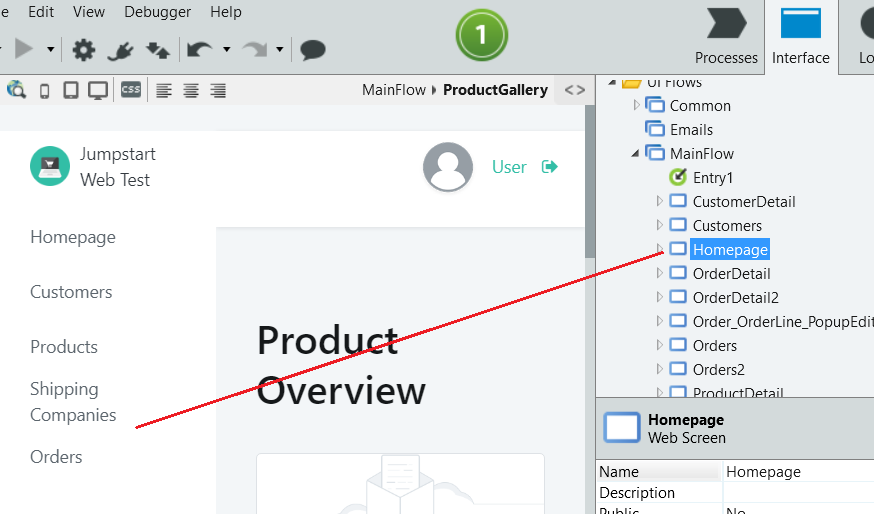 e Edit View Debugger Help
1
Processes
Interface
Lo
css
MainFlow ▸ ProductGallery
<>
Jumpstart
Web Test
User
Homepage
Customers
Products
Shipping
Companies
Orders
Product
Overview
UI Flows
Common
Emails
MainFlow
Entry1
CustomerDetail
Customers
Homepage
OrderDetail
OrderDetail2
Order_OrderLine_PopupEdit
Orders
Orders2
ProductDetail
Homepage
Web Screen
Name Homepage
Description
Public No